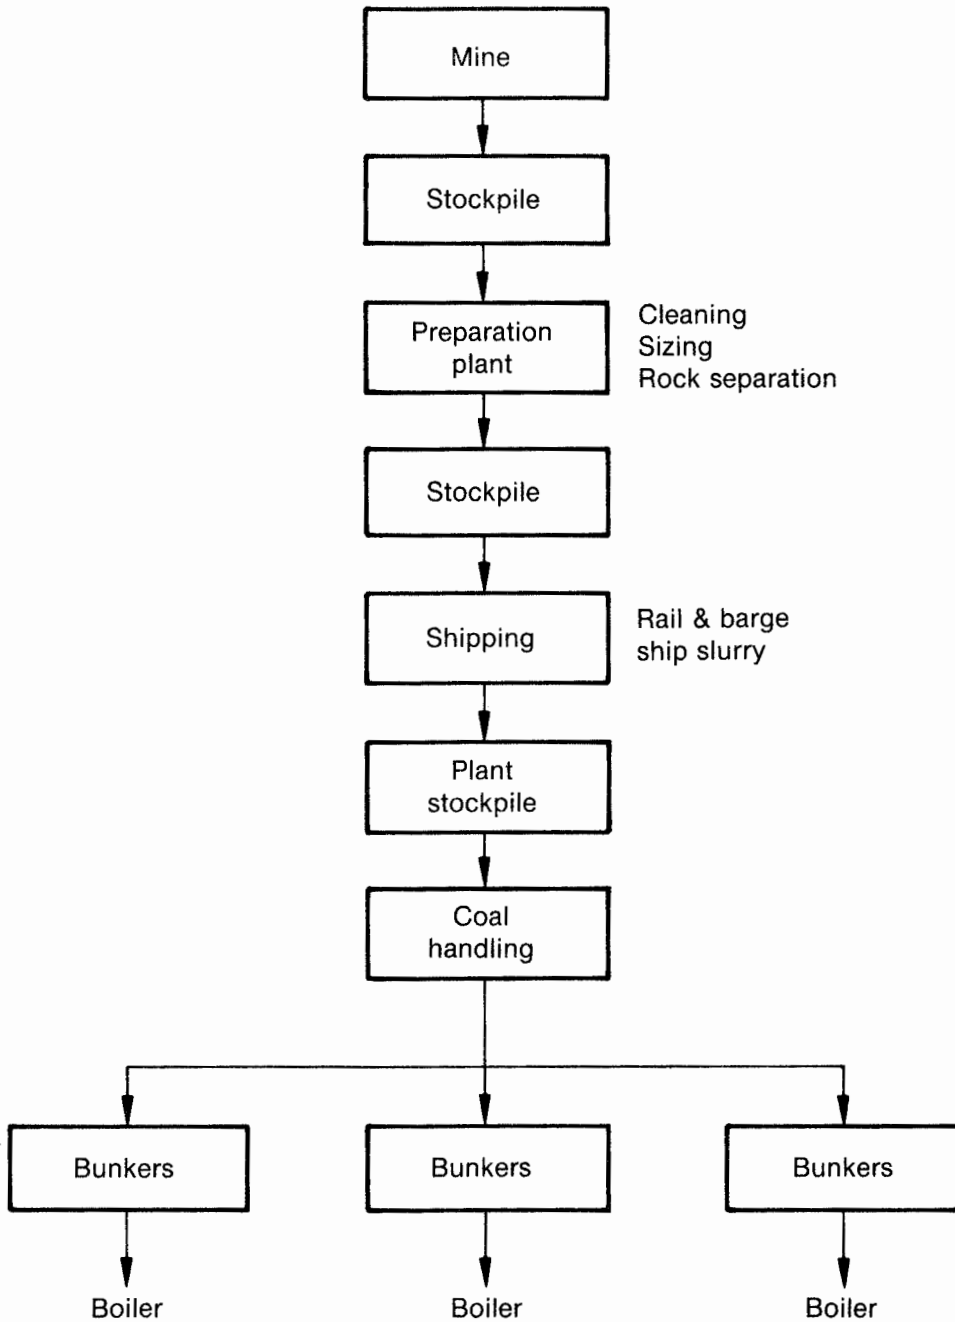 Mine
Stockpile
Preparation
plant
Cleaning
Sizing
Rock separation
Stockpile
Shipping
Rail & barge
ship slurry
Plant
stockpile
Coal
handling
Bunkers
Bunkers
Bunkers
Boiler
Boiler
Boiler